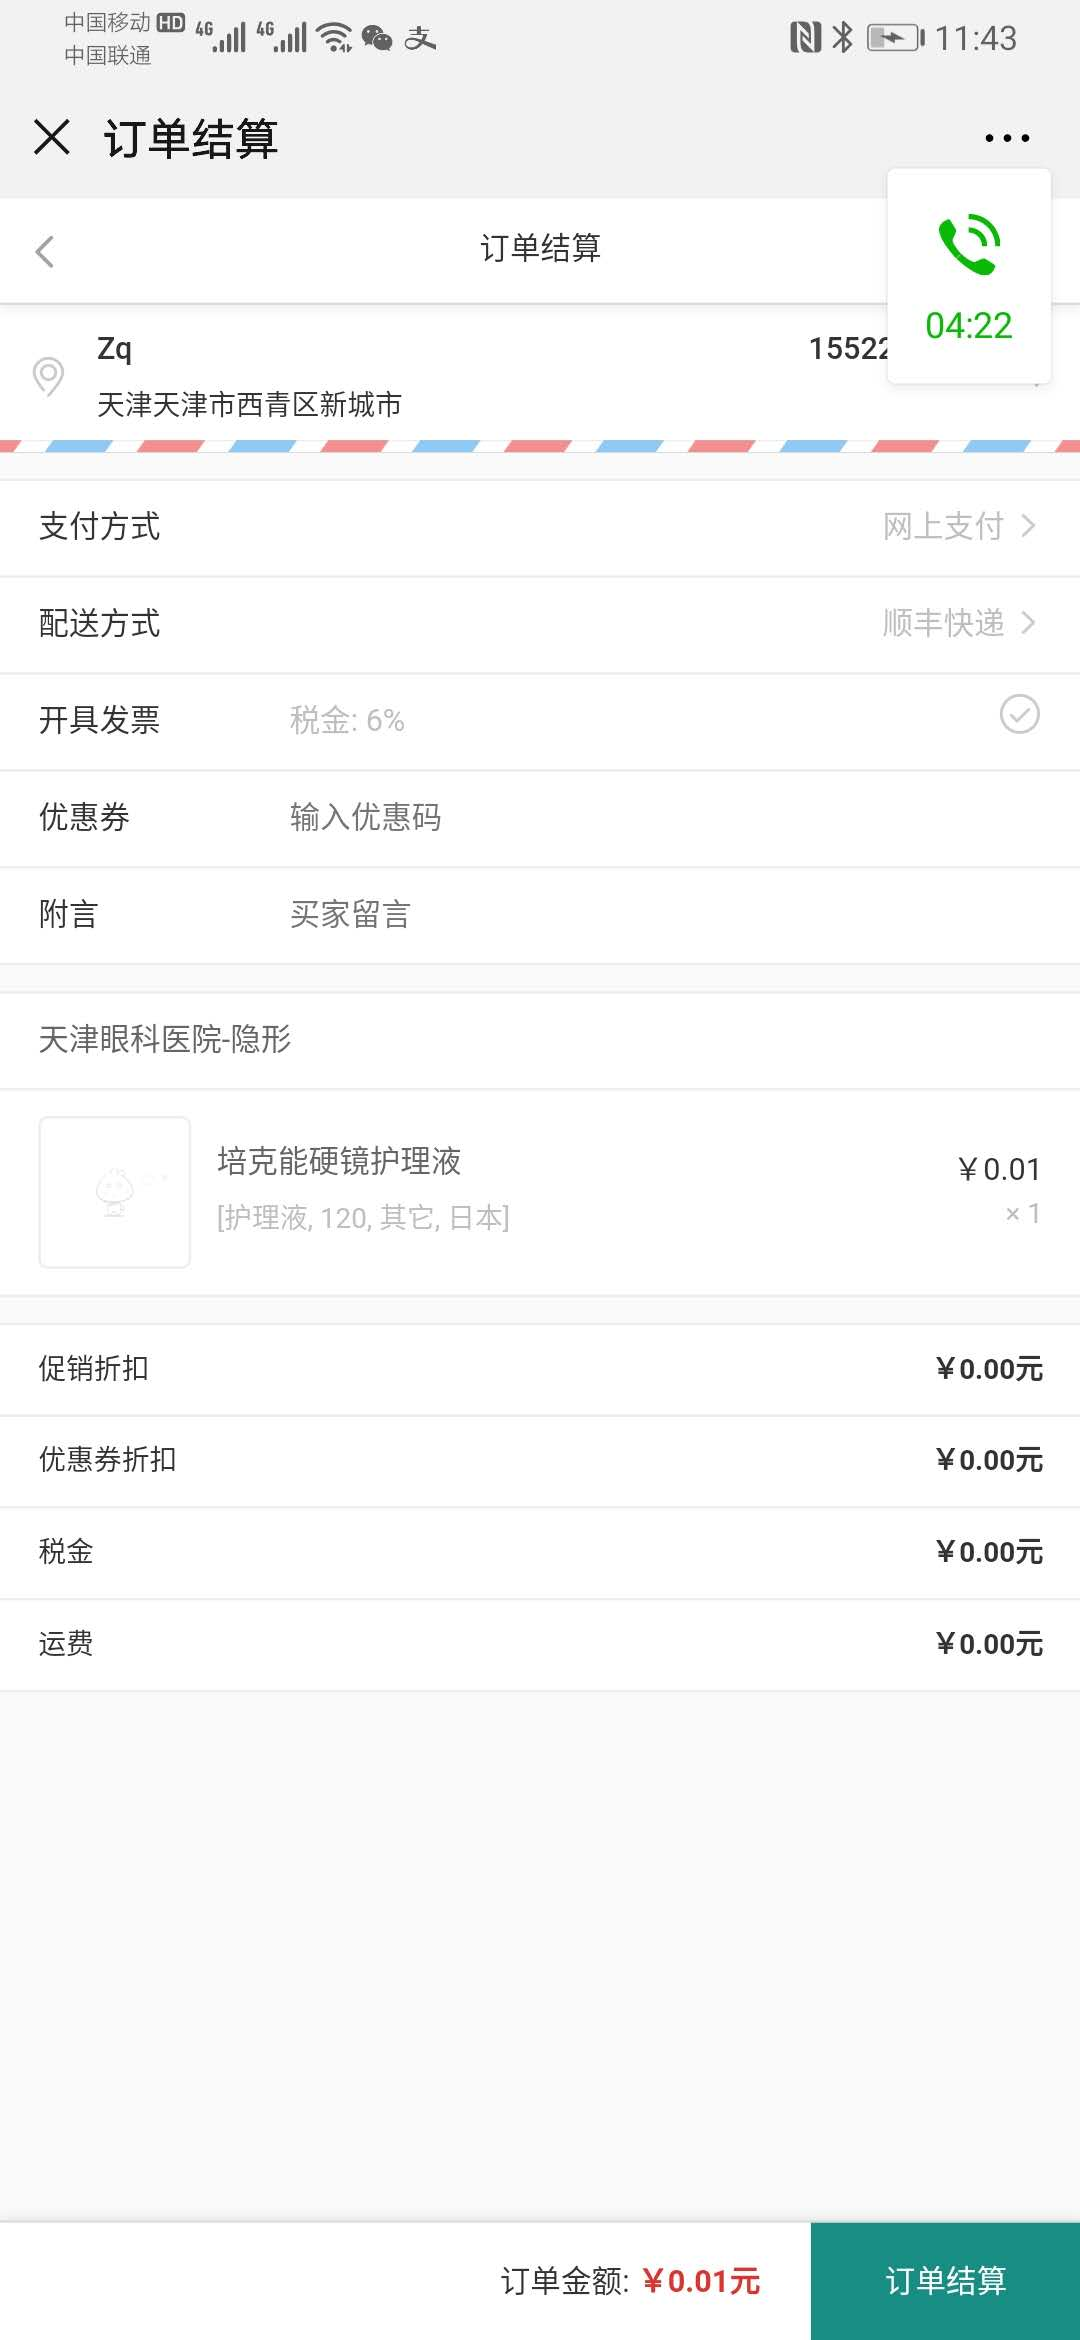 中国移动 HD 4G 4G 11:43
中国联通
订单结算
订单结算
04:22
Zq 15522
天津天津市西青区新城市
支付方式 网上支付
配送方式 顺丰快递
开具发票 税金: 6%
优惠券 输入优惠码
附言 买家留言
天津眼科医院-隐形
培克能硬镜护理液 ￥0.01
[护理液, 120, 其它, 日本] × 1
促销折扣 ￥0.00元
优惠券折扣 ￥0.00元
税金 ￥0.00元
运费 ￥0.00元
订单金额: ￥0.01元 订单结算